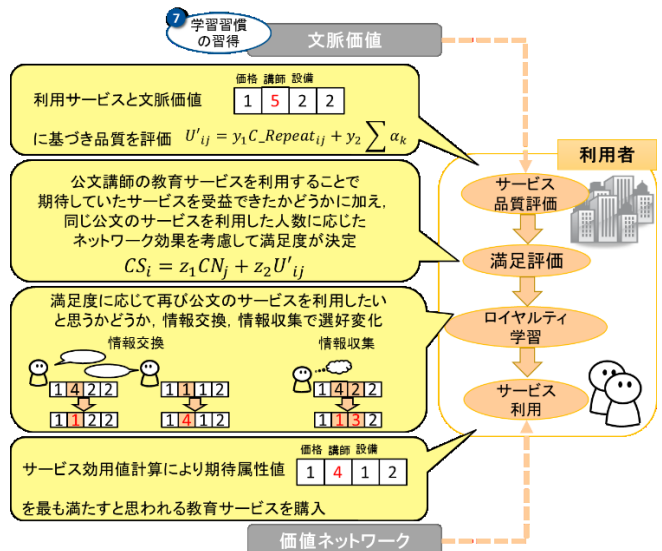 7
学習習慣
の習得
文脈価値
価格 講師 設備
利用サービスと文脈価値
1 5 2 2
に基づき品質を評価 U'ij = y1C_Repeatij + y2 ∑ αk
公文講師の教育サービスを利用することで
期待していたサービスを受益できたかどうかに加え,
同じ公文のサービスを利用した人数に応じた
ネットワーク効果を考慮して満足度が決定
CSi = z1CNj + z2U'ij
満足度に応じて再び公文のサービスを利用したい
と思うかどうか, 情報交換, 情報収集で選好変化
情報交換 情報収集
1 4 2 2 1 1 1 2 1 4 2 2
1 1 2 2 1 4 1 2 1 1 3 2
価格 講師 設備
サービス効用値計算により期待属性値
1 4 1 2
を最も満たすと思われる教育サービスを購入
利用者
サービス
品質評価
満足評価
ロイヤルティ
学習
サービス
利用
価値ネットワーク